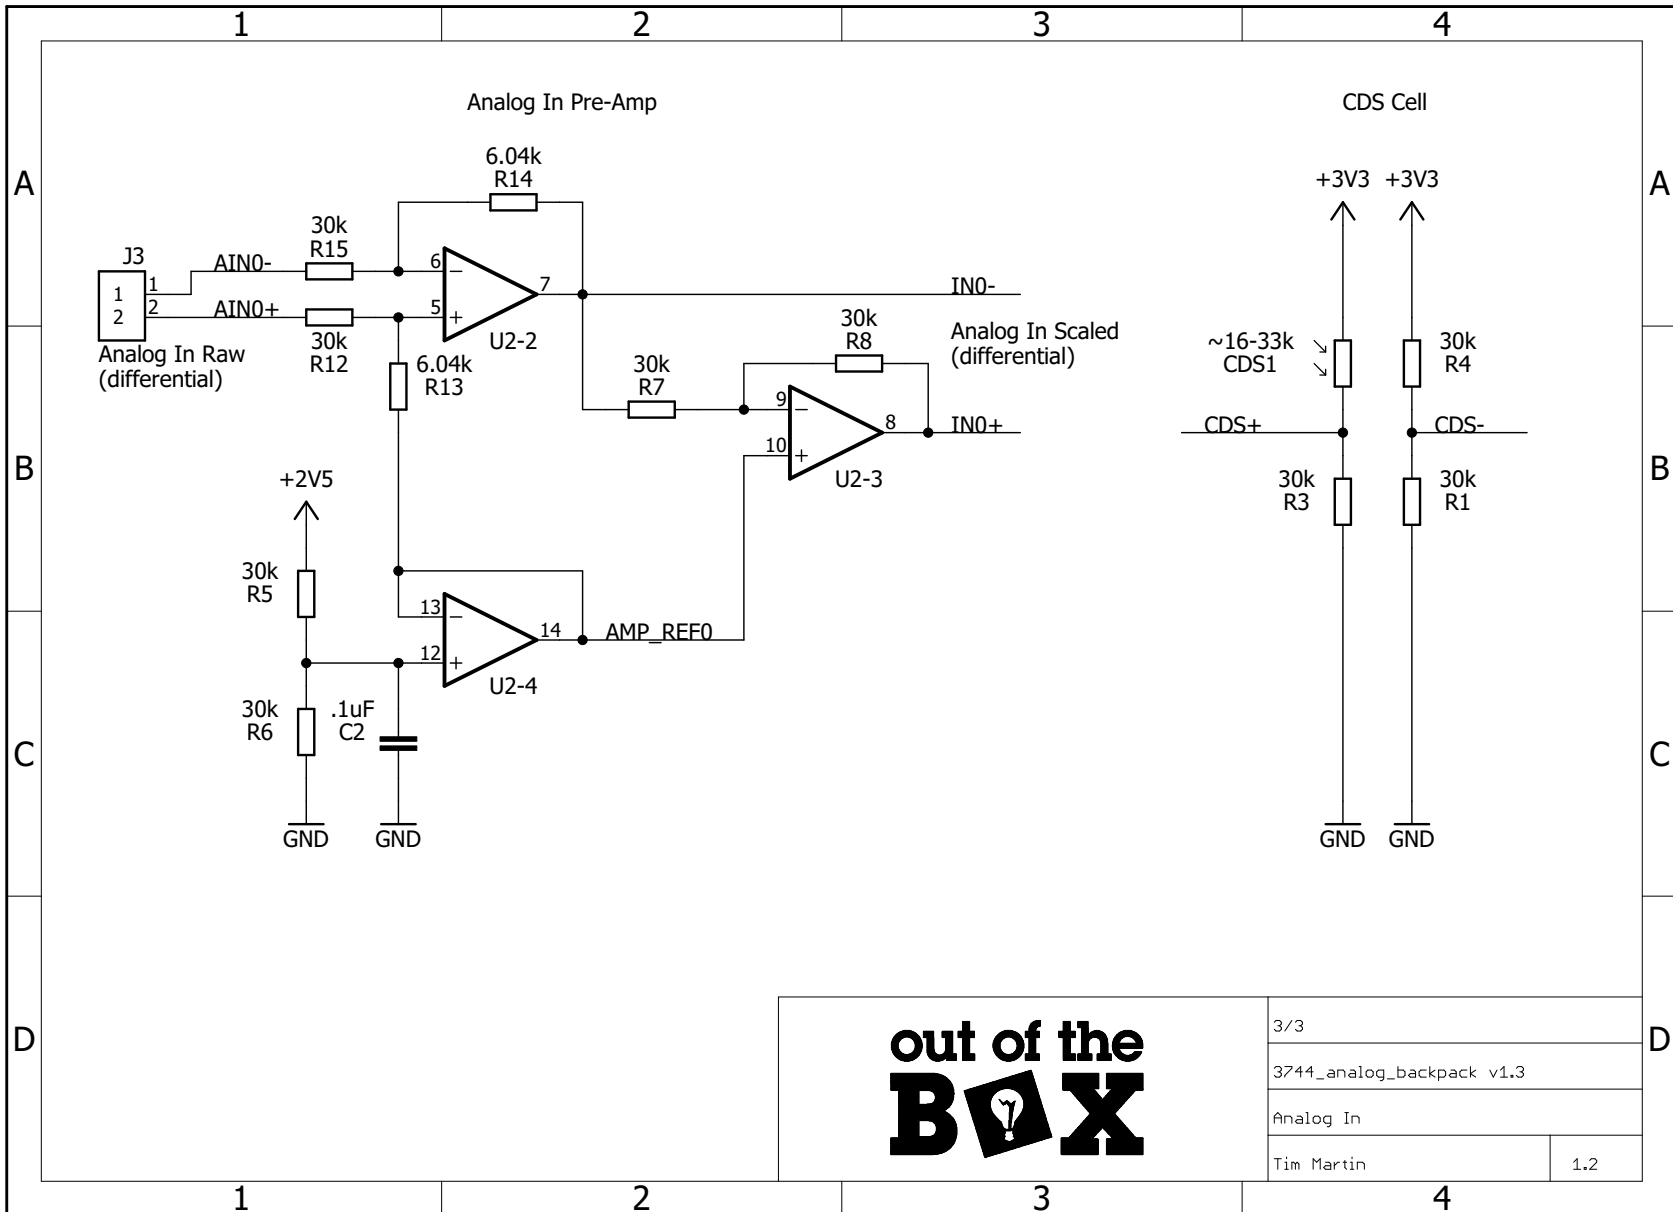 1 2 3 4
Analog In Pre-Amp
CDS Cell
A
A
6.04k
R14
+3V3 +3V3
30k
R15
J3
AIN0-
1
2
1
2
AIN0+
6
5
7
U2-2
IN0-
30k
R12
Analog In Raw
(differential)
6.04k
R13
30k
R8
Analog In Scaled
(differential)
30k
R7
9
10
8
IN0+
U2-3
~16-33k
CDS1
30k
R4
CDS+
CDS-
B
B
30k
R3
30k
R1
+2V5
30k
R5
13
12
14
AMP_REF0
U2-4
30k
R6
.1uF
C2
C
C
GND
GND
GND
GND
D
D
out of the
BOX
3/3
3744_analog_backpack v1.3
Analog In
Tim Martin
1.2
1 2 3 4